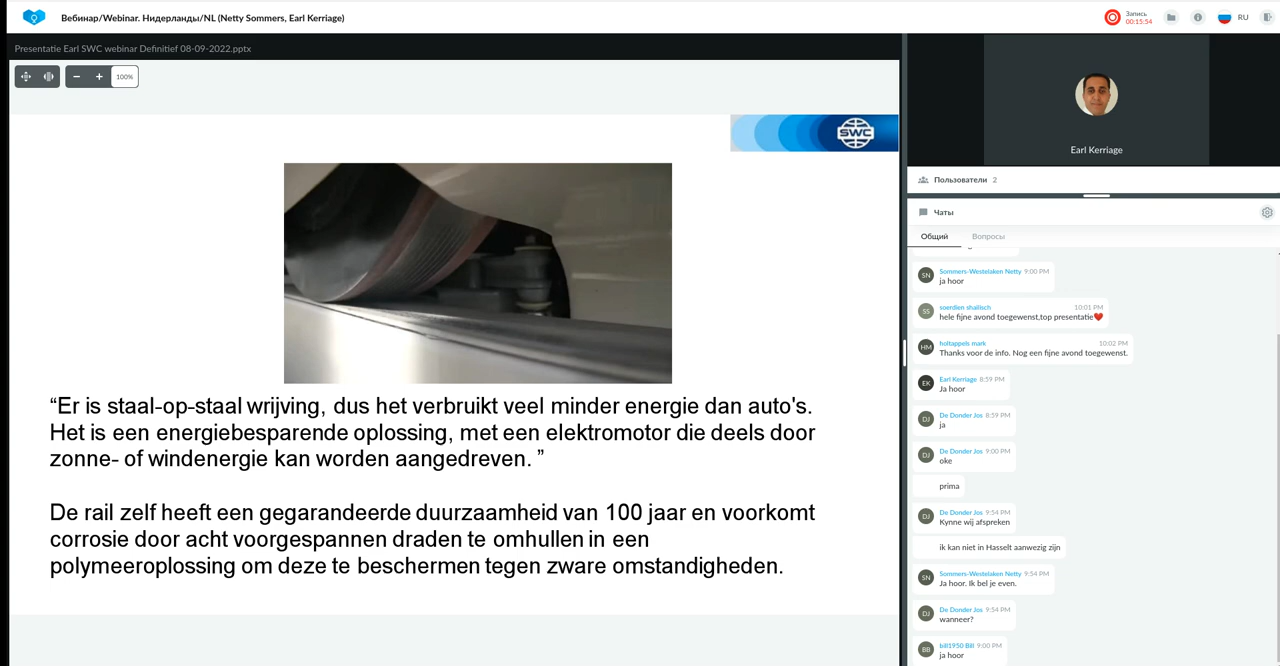 Вебинар/Webinar. Нидерланды/NL (Netty Sommers, Earl Kerriage)
Запись
00:15:54
RU
Presentatie Earl SWC webinar Definitief 08-09-2022.pptx
100%
SWC
“Er is staal-op-staal wrijving, dus het verbruikt veel minder energie dan auto's.
Het is een energiebesparende oplossing, met een elektromotor die deels door
zonne- of windenergie kan worden aangedreven. ”
De rail zelf heeft een gegarandeerde duurzaamheid van 100 jaar en voorkomt
corrosie door acht voorgespannen draden te omhullen in een
polymeeroplossing om deze te beschermen tegen zware omstandigheden.
Earl Kerriage
Пользователи 2
Чаты
Общий Вопросы
SN Sommers-Westelaken Netty 9:00 PM
ja hoor
SS soerdien shailisch 10:01 PM
hele fijne avond toegewenst,top presentatie❤️
HM holtappels mark 10:02 PM
Thanks voor de info. Nog een fijne avond toegewenst.
EK Earl Kerriage 8:59 PM
Ja hoor
DJ De Donder Jos 8:59 PM
ja
DJ De Donder Jos 9:00 PM
oke
prima
DJ De Donder Jos 9:54 PM
Kynne wij afspreken
ik kan niet in Hasselt aanwezig zijn
SN Sommers-Westelaken Netty 9:54 PM
Ja hoor. Ik bel je even.
DJ De Donder Jos 9:54 PM
wanneer?
BB bill1950 Bill 9:00 PM
ja hoor